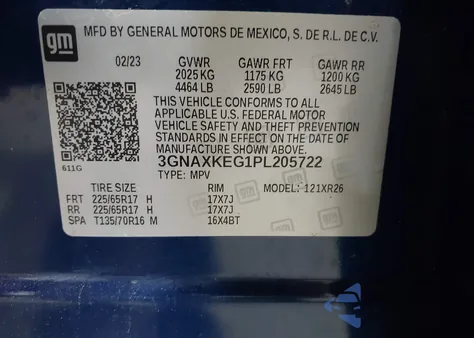 gm
MFD BY GENERAL MOTORS DE MEXICO, S. DE R.L. DE C.V.
02/23 GVWR GAWR FRT GAWR RR
2025 KG 1175 KG 1200 KG
4464 LB 2590 LB 2645 LB
THIS VEHICLE CONFORMS TO ALL
APPLICABLE U.S. FEDERAL MOTOR
VEHICLE SAFETY AND THEFT PREVENTION
STANDARDS IN EFFECT ON THE DATE OF
MANUFACTURE SHOWN ABOVE.
3GNAXKEG1PL205722
611G TYPE: MPV
TIRE SIZE RIM MODEL: 121XR26
FRT 225/65R17 H 17X7J
RR 225/65R17 H 17X7J
SPA T135/70R16 M 16X4BT